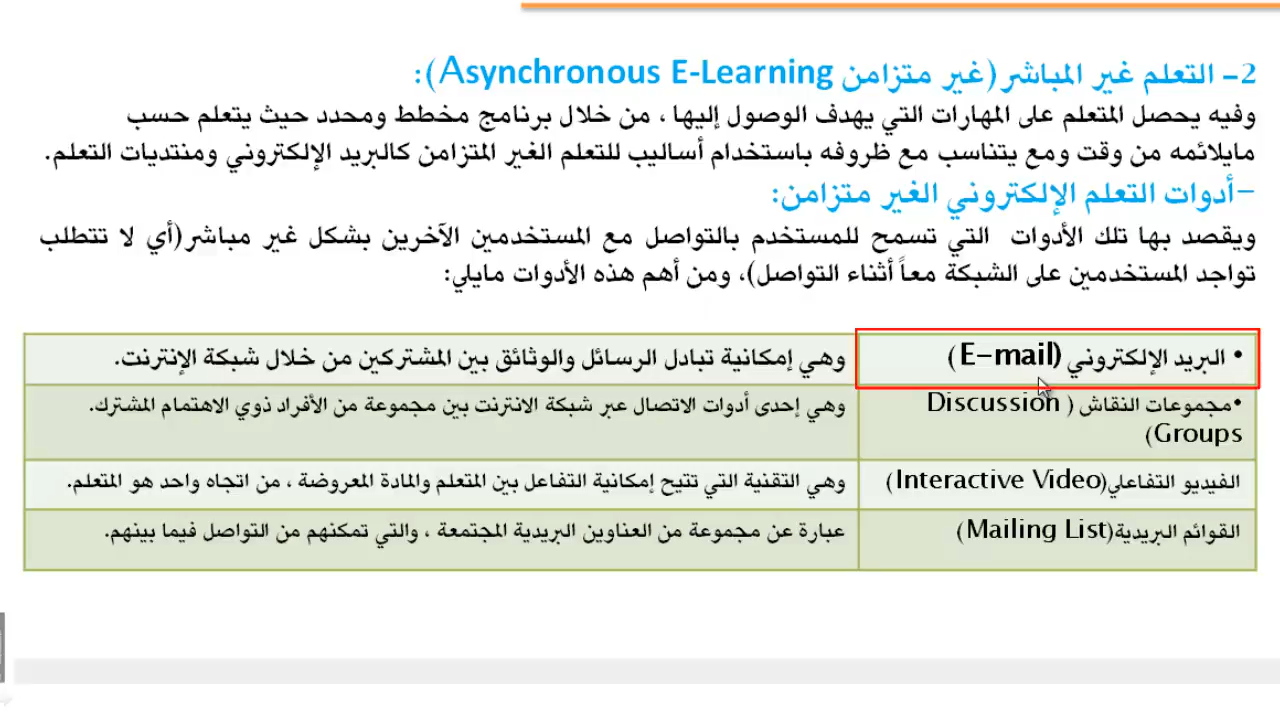 2- التعلم غير المباشر(غير متزامن Asynchronous E-Learning):
وفيه يحصل المتعلم على المهارات التي يهدف الوصول إليها ، من خلال برنامج مخطط ومحدد حيث يتعلم حسب
مايلائمه من وقت ومع يتناسب مع ظروفه باستخدام أساليب للتعلم الغير المتزامن كالبريد الإلكتروني ومنتديات التعلم.
-أدوات التعلم الإلكتروني الغير متزامن:
ويقصد بها تلك الأدوات التي تسمح للمستخدم بالتواصل مع المستخدمين الآخرين بشكل غير مباشر(أي لا تتطلب
تواجد المستخدمين على الشبكة معاً أثناء التواصل)، ومن أهم هذه الأدوات مايلي:
• البريد الإلكتروني (E-mail)
وهي إمكانية تبادل الرسائل والوثائق بين المشتركين من خلال شبكة الإنترنت.
•مجموعات النقاش ( Discussion
Groups)
وهي إحدى أدوات الاتصال عبر شبكة الانترنت بين مجموعة من الأفراد ذوي الاهتمام المشترك.
الفيديو التفاعلي(Interactive Video)
وهي التقنية التي تتيح إمكانية التفاعل بين المتعلم والمادة المعروضة ، من اتجاه واحد هو المتعلم.
القوائم البريدية(Mailing List)
عبارة عن مجموعة من العناوين البريدية المجتمعة ، والتي تمكنهم من التواصل فيما بينهم.